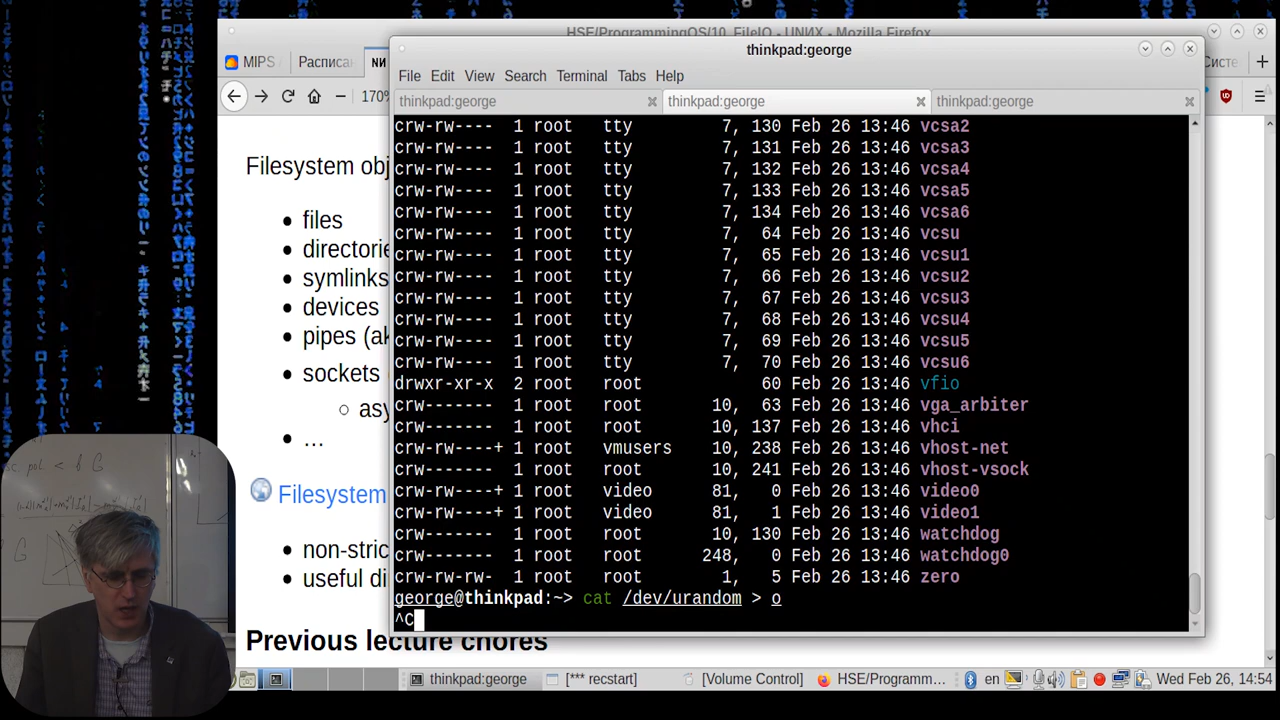 HSE/ProgrammingOS/10_FileIO - UNИX - Mozilla Firefox
thinkpad:george
MIPS
Распис
170%
File Edit View Search Terminal Tabs Help
thinkpad:george thinkpad:george thinkpad:george
Filesystem obj
files
directorie
symlinks
devices
pipes (ak
sockets
asy
...
Filesystem
non-stric
useful di
Previous lecture chores
crw-rw---- 1 root tty 7, 130 Feb 26 13:46 vcsa2
crw-rw---- 1 root tty 7, 131 Feb 26 13:46 vcsa3
crw-rw---- 1 root tty 7, 132 Feb 26 13:46 vcsa4
crw-rw---- 1 root tty 7, 133 Feb 26 13:46 vcsa5
crw-rw---- 1 root tty 7, 134 Feb 26 13:46 vcsa6
crw-rw---- 1 root tty 7, 64 Feb 26 13:46 vcsu
crw-rw---- 1 root tty 7, 65 Feb 26 13:46 vcsu1
crw-rw---- 1 root tty 7, 66 Feb 26 13:46 vcsu2
crw-rw---- 1 root tty 7, 67 Feb 26 13:46 vcsu3
crw-rw---- 1 root tty 7, 68 Feb 26 13:46 vcsu4
crw-rw---- 1 root tty 7, 69 Feb 26 13:46 vcsu5
crw-rw---- 1 root tty 7, 70 Feb 26 13:46 vcsu6
drwxr-xr-x 2 root root 60 Feb 26 13:46 vfio
crw------- 1 root root 10, 63 Feb 26 13:46 vga_arbiter
crw------- 1 root root 10, 137 Feb 26 13:46 vhci
crw-rw----+ 1 root vmusers 10, 238 Feb 26 13:46 vhost-net
crw------- 1 root root 10, 241 Feb 26 13:46 vhost-vsock
crw-rw----+ 1 root video 81, 0 Feb 26 13:46 video0
crw-rw----+ 1 root video 81, 1 Feb 26 13:46 video1
crw------- 1 root root 10, 130 Feb 26 13:46 watchdog
crw------- 1 root root 248, 0 Feb 26 13:46 watchdog0
crw-rw-rw- 1 root root 1, 5 Feb 26 13:46 zero
george@thinkpad:~> cat /dev/urandom > o
^C
thinkpad:george [*** recstart] [Volume Control] HSE/Programm... en Wed Feb 26, 14:54